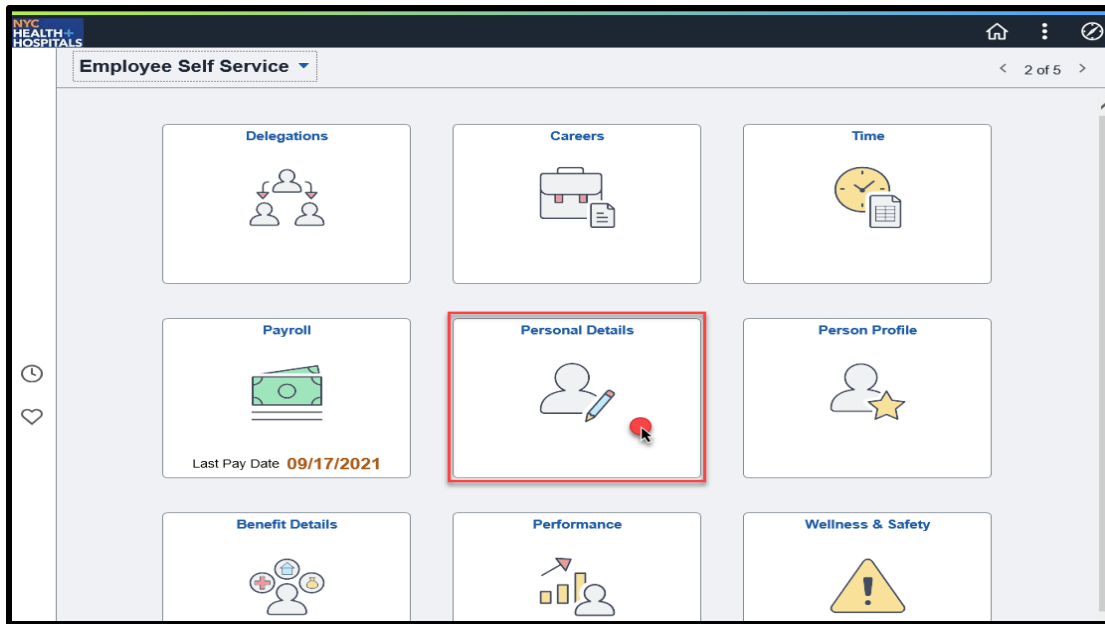 NYC
HEALTH+
HOSPITALS
Employee Self Service
2 of 5
Delegations
Careers
Time
Payroll
Personal Details
Person Profile
Last Pay Date 09/17/2021
Benefit Details
Performance
Wellness & Safety